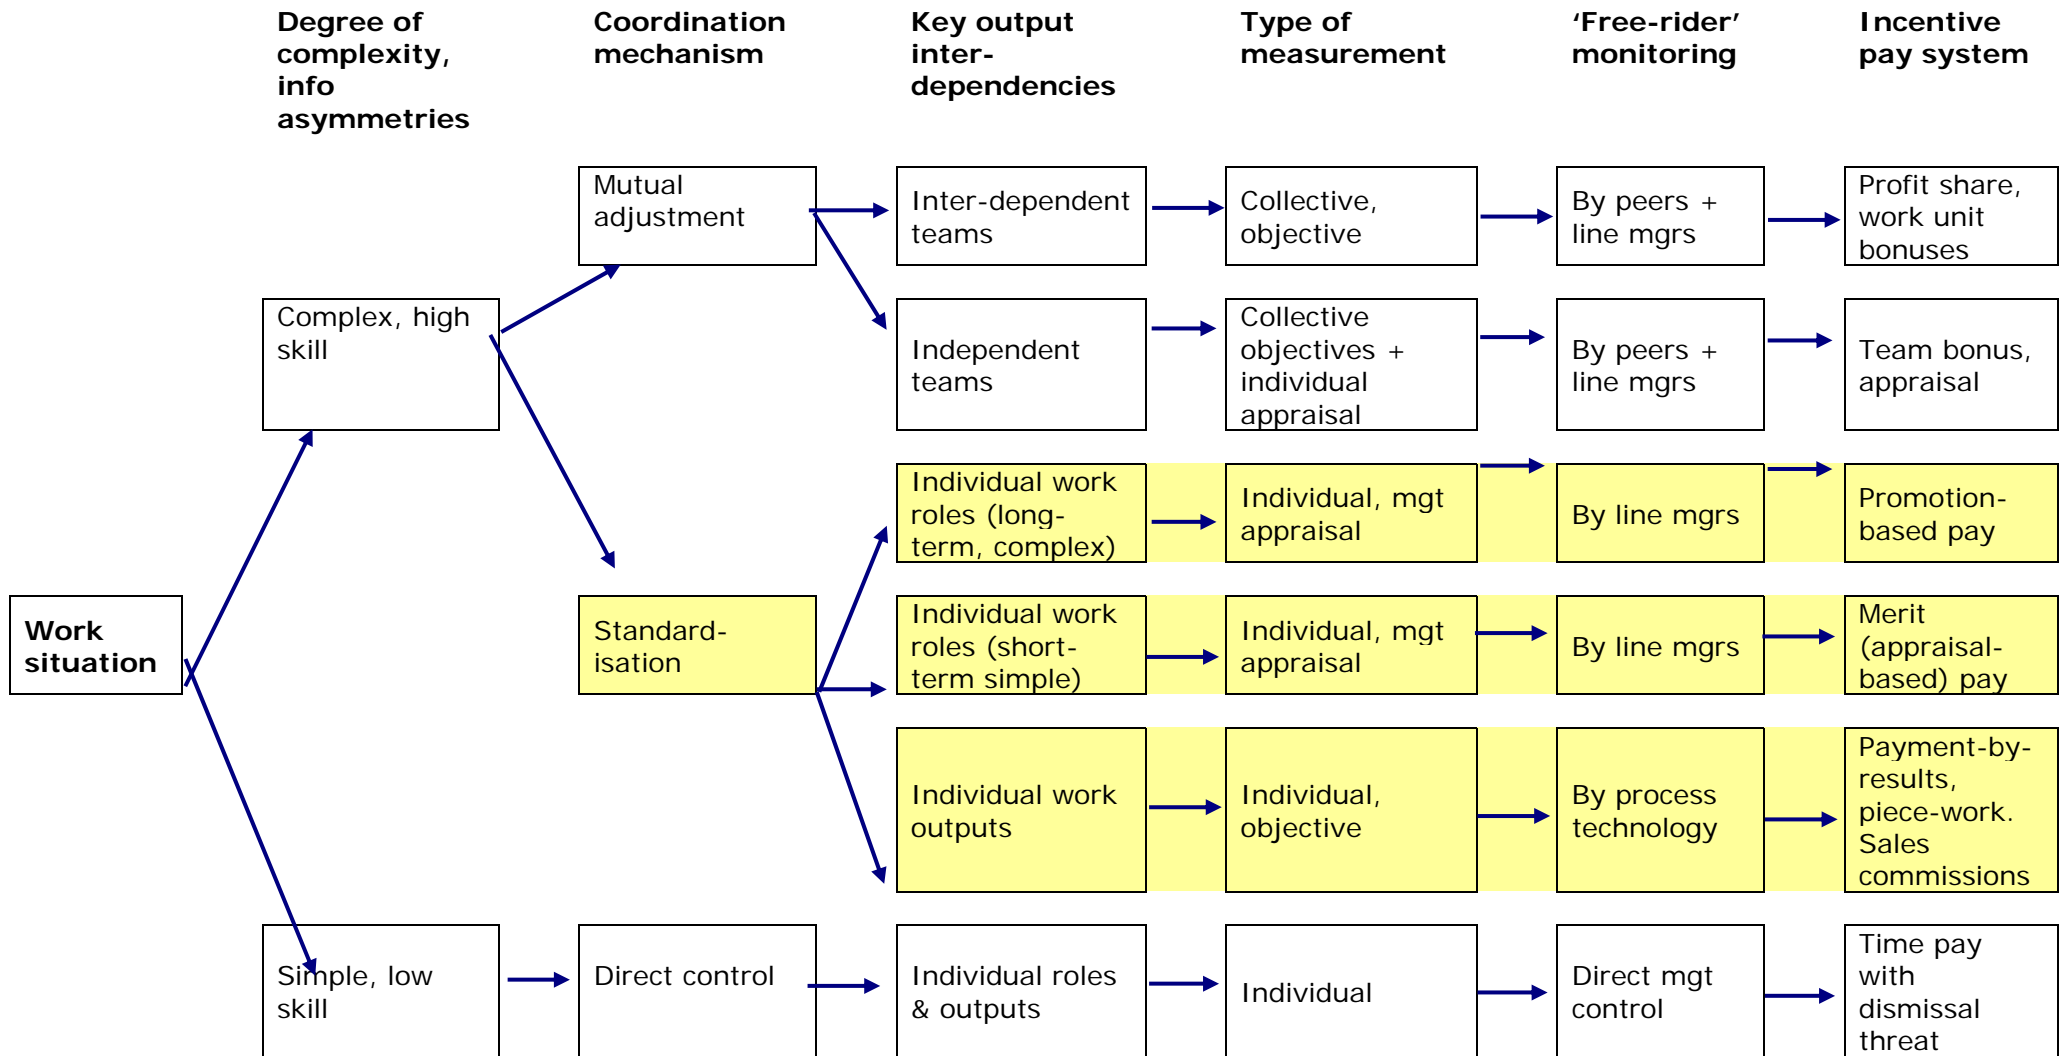 Degree of
complexity,
info
asymmetries
Coordination
mechanism
Key output
inter-
dependencies
Type of
measurement
‘Free-rider’
monitoring
Incentive
pay system
Mutual
adjustment
Inter-dependent
teams
Collective,
objective
By peers +
line mgrs
Profit share,
work unit
bonuses
Complex, high
skill
Independent
teams
Collective
objectives +
individual
appraisal
By peers +
line mgrs
Team bonus,
appraisal
Individual work
roles (long-
term, complex)
Individual, mgt
appraisal
By line mgrs
Promotion-
based pay
Work
situation
Standard-
isation
Individual work
roles (short-
term simple)
Individual, mgt
appraisal
By line mgrs
Merit
(appraisal-
based) pay
Individual work
outputs
Individual,
objective
By process
technology
Payment-by-
results,
piece-work.
Sales
commissions
Simple, low
skill
Direct control
Individual roles
& outputs
Individual
Direct mgt
control
Time pay
with
dismissal
threat